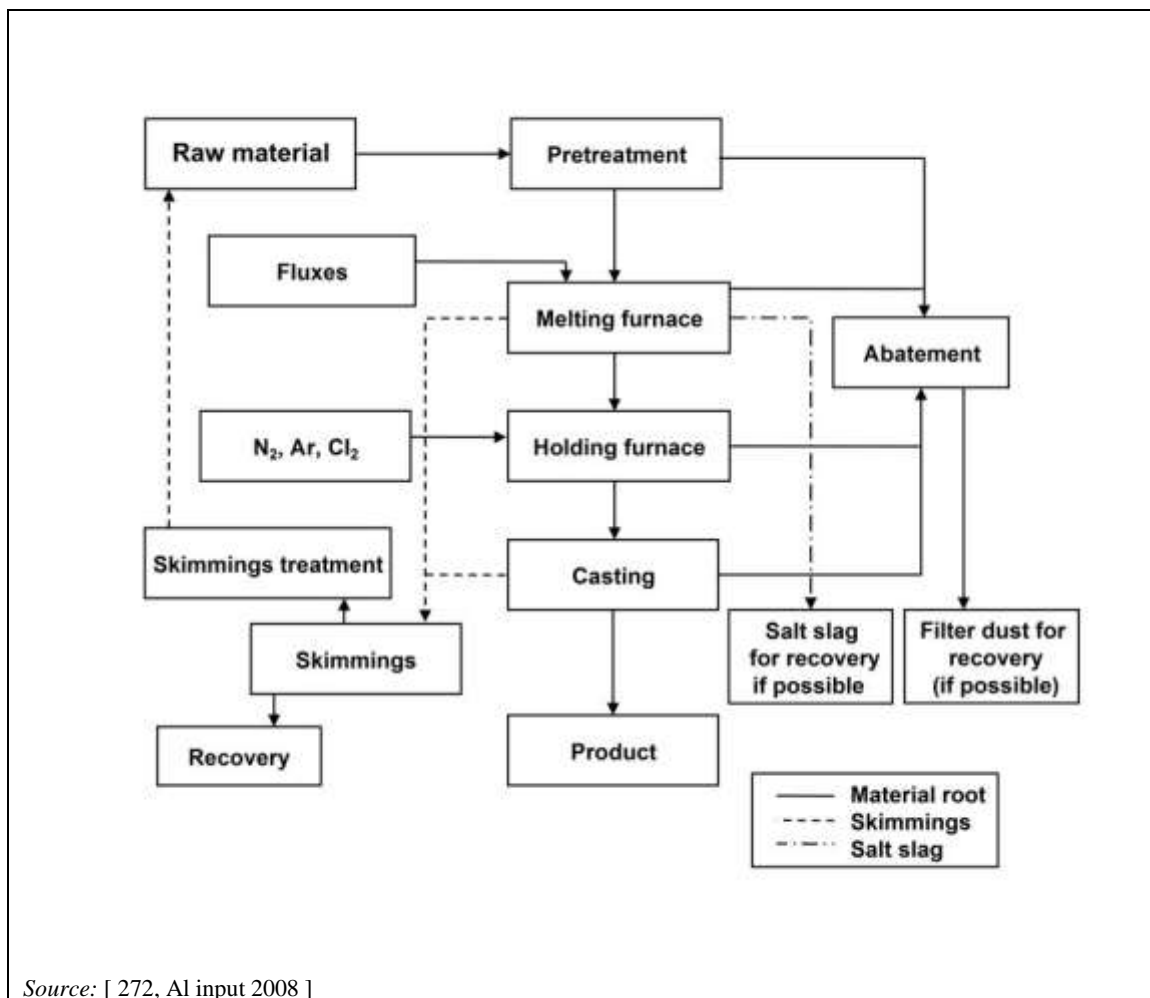 Raw material
Pretreatment
Fluxes
Melting furnace
Abatement
N₂, Ar, Cl₂
Holding furnace
Skimmings treatment
Casting
Skimmings
Salt slag
for recovery
if possible
Filter dust for
recovery
(if possible)
Recovery
Product
Material root
Skimmings
Salt slag
Source: [ 272, Al input 2008 ]